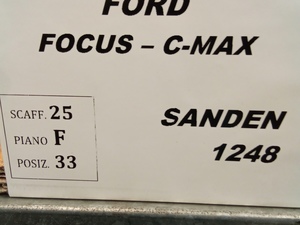 FORD
FOCUS – C-MAX
SCAFF. 25
PIANO F
POSIZ. 33
SANDEN
1248